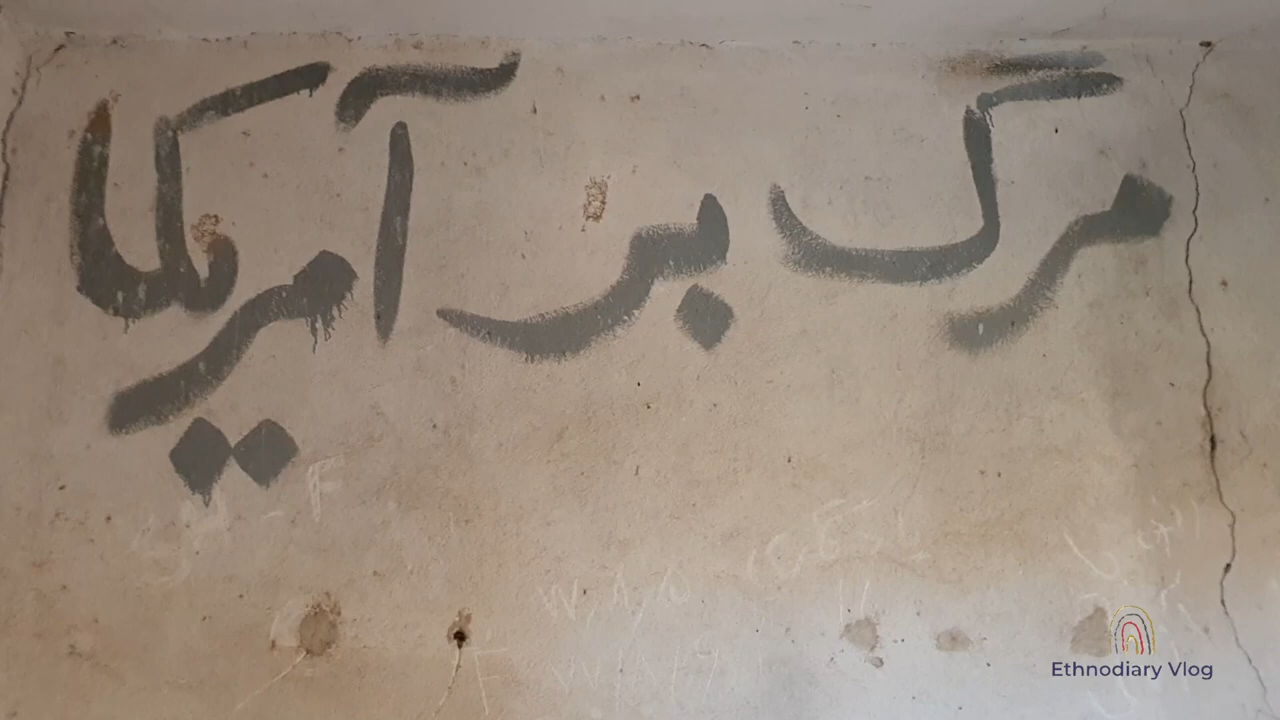 مرگ بر آمریکا
F
W, A, D
Ethnodiary Vlog